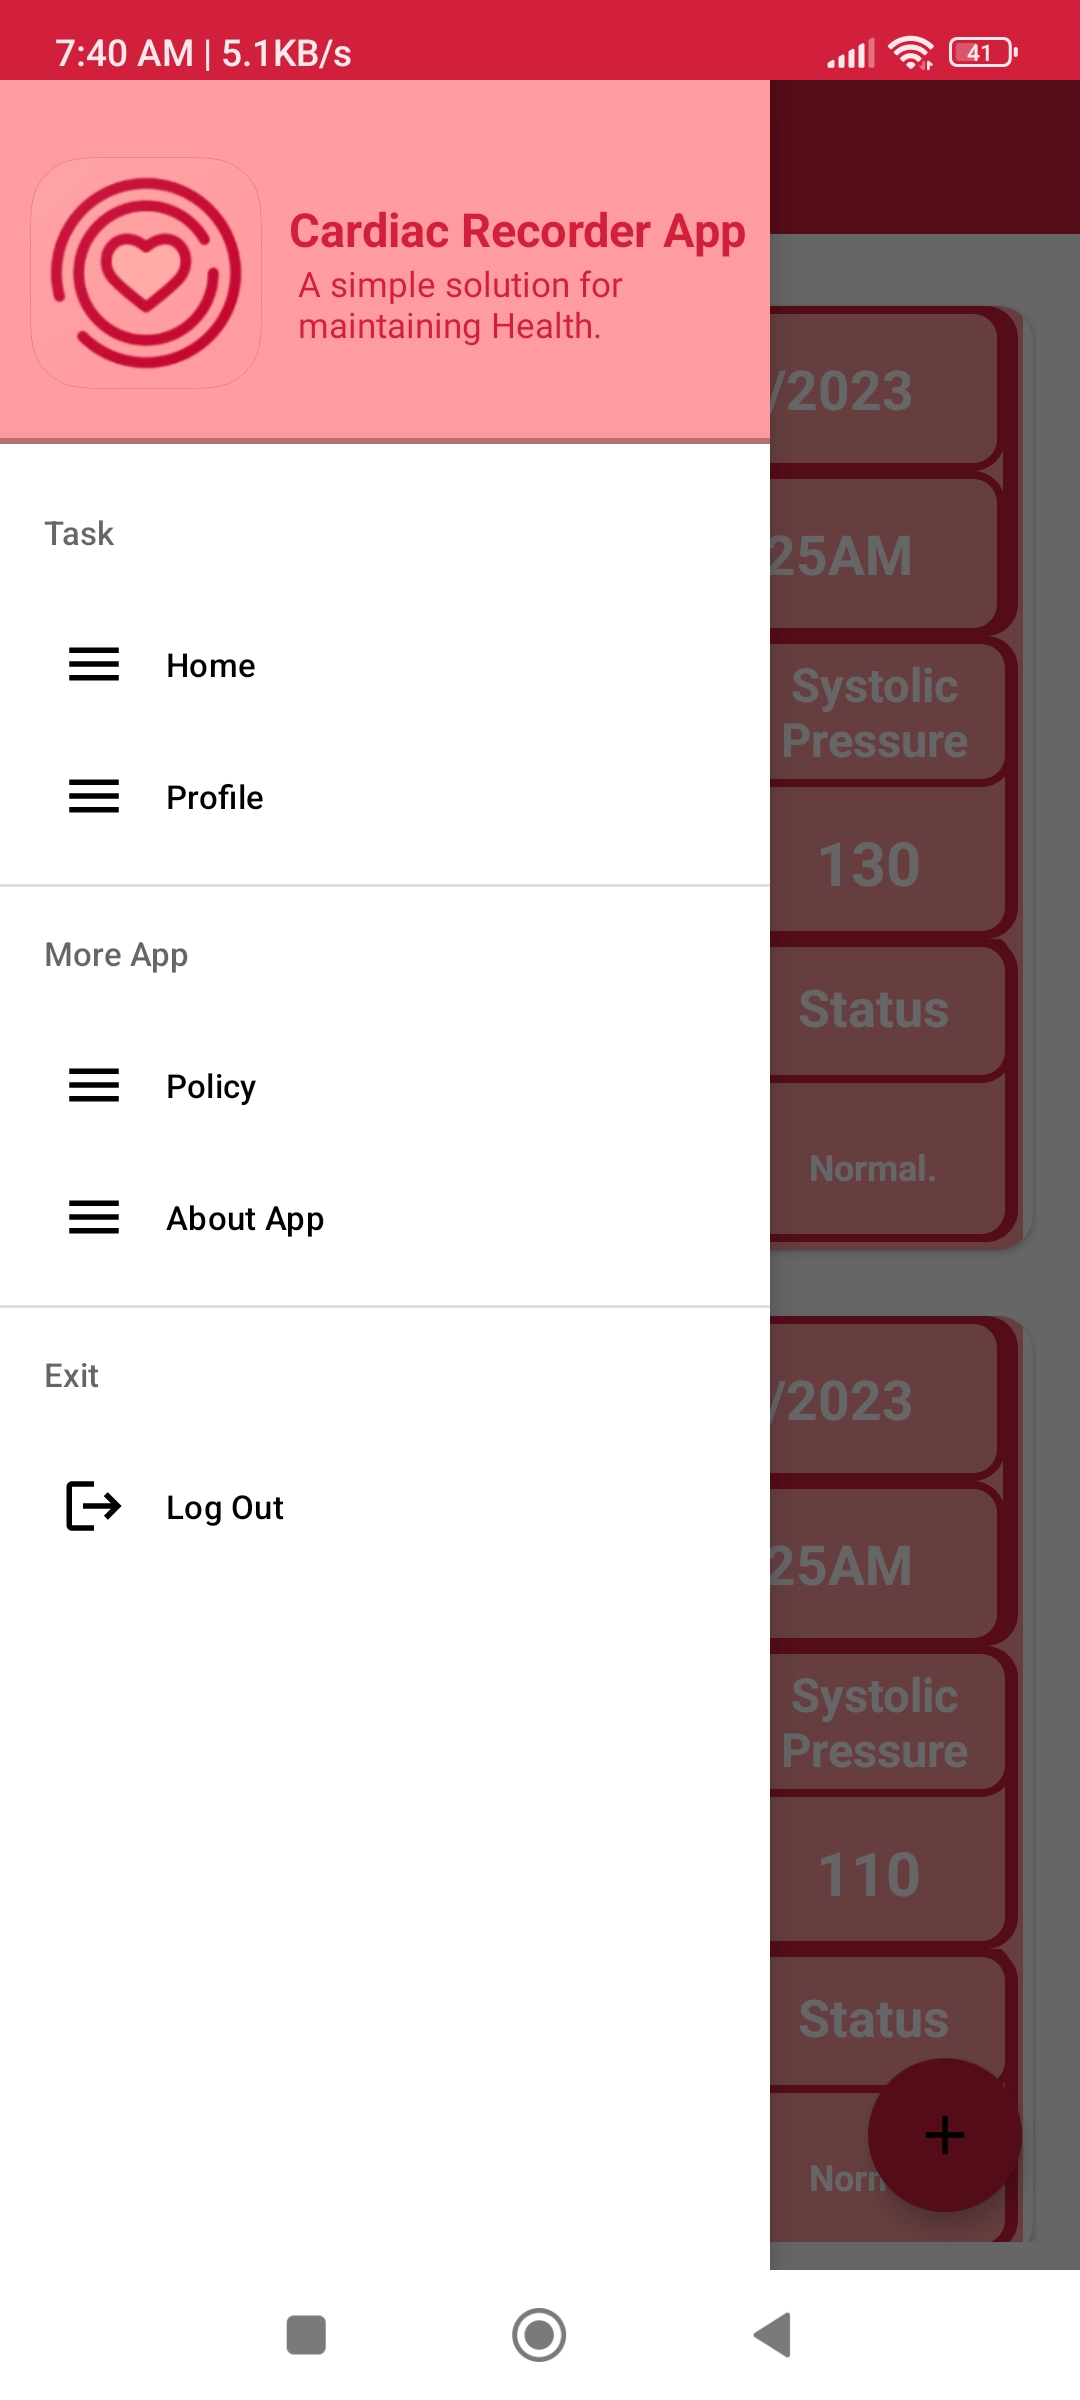 7:40 AM | 5.1KB/s
41
Cardiac Recorder App
A simple solution for
maintaining Health.
Task
Home
Profile
More App
Policy
About App
Exit
Log Out
/2023
25AM
Systolic
Pressure
130
Status
Normal.
/2023
25AM
Systolic
Pressure
110
Status